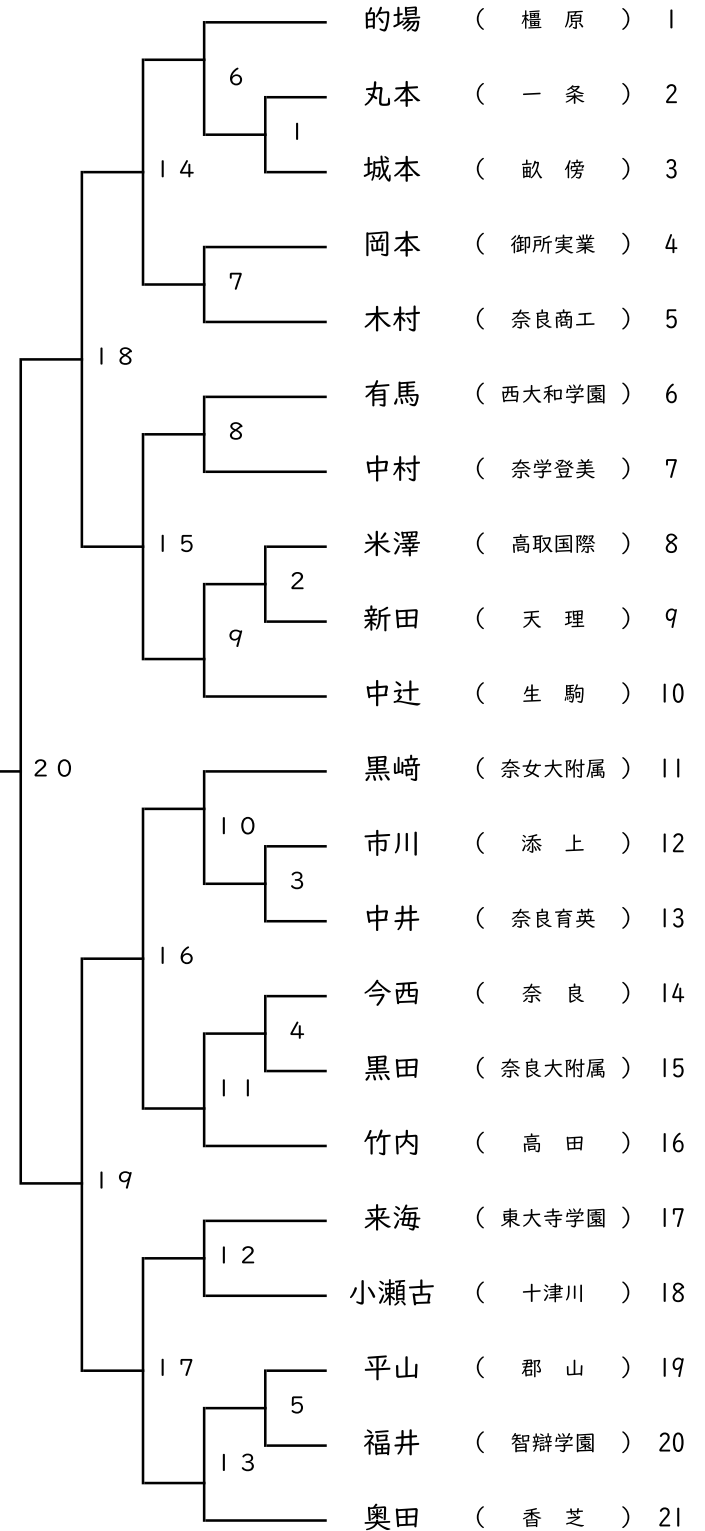 的場 ( 橿 原 ) 1
6
丸本 ( 一 条 ) 2
1
城本 ( 畝 傍 ) 3
14
岡本 ( 御所実業 ) 4
7
木村 ( 奈良商工 ) 5
18
有馬 ( 西大和学園 ) 6
8
中村 ( 奈学登美 ) 7
15
米澤 ( 高取国際 ) 8
2
新田 ( 天 理 ) 9
9
中辻 ( 生 駒 ) 10
20
黒﨑 ( 奈女大附属 ) 11
10
市川 ( 添 上 ) 12
3
中井 ( 奈良育英 ) 13
16
今西 ( 奈 良 ) 14
4
黒田 ( 奈良大附属 ) 15
11
竹内 ( 高 田 ) 16
19
来海 ( 東大寺学園 ) 17
12
小瀬古 ( 十津川 ) 18
17
平山 ( 郡 山 ) 19
5
福井 ( 智辯学園 ) 20
13
奥田 ( 香 芝 ) 21